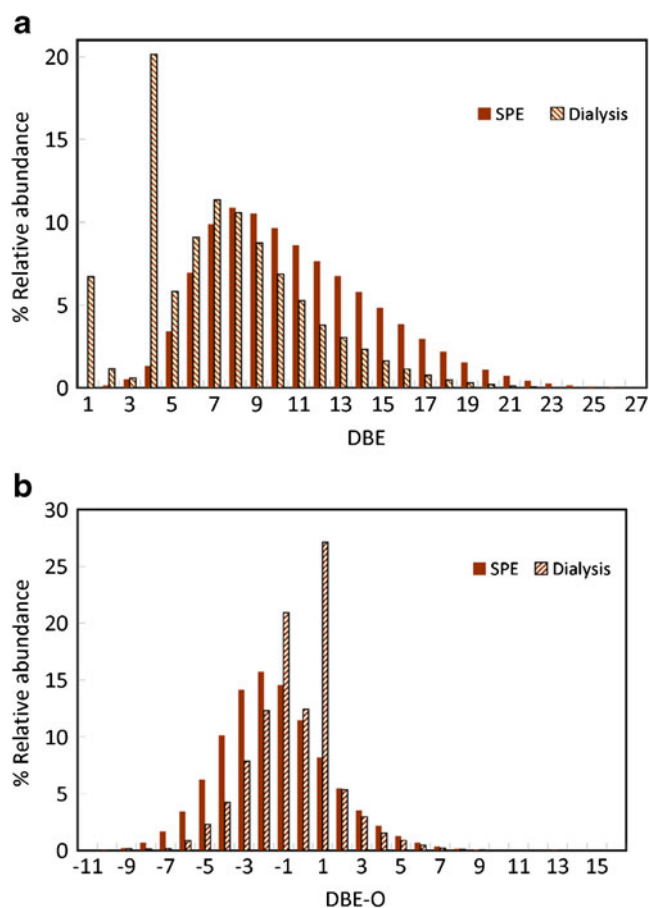 a
20
15
10
5
0
% Relative abundance
SPE Dialysis
1 3 5 7 9 11 13 15 17 19 21 23 25 27
DBE
b
30
25
20
15
10
5
0
% Relative abundance
SPE Dialysis
-11 -9 -7 -5 -3 -1 1 3 5 7 9 11 13 15
DBE-O